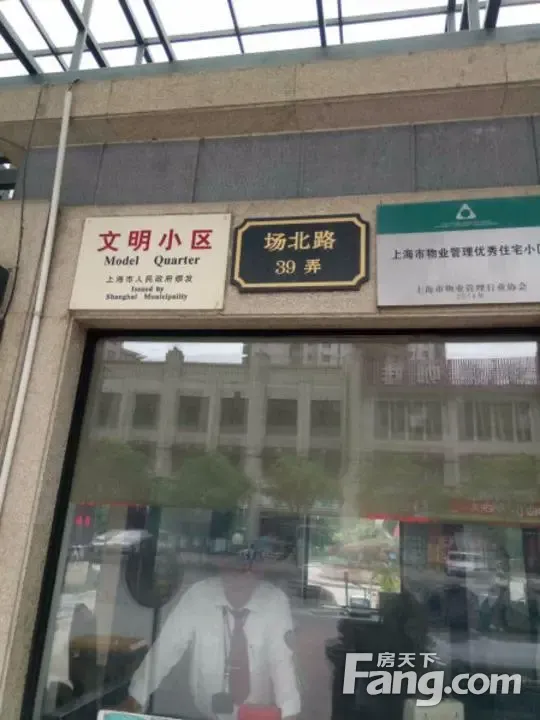 文明小区
Model Quarter
上海市人民政府颁发
Issued by
Shanghai Municipality
场北路
39 弄
上海市物业管理优秀住宅小区
上海市物业管理行业协会
房天下
Fang.com